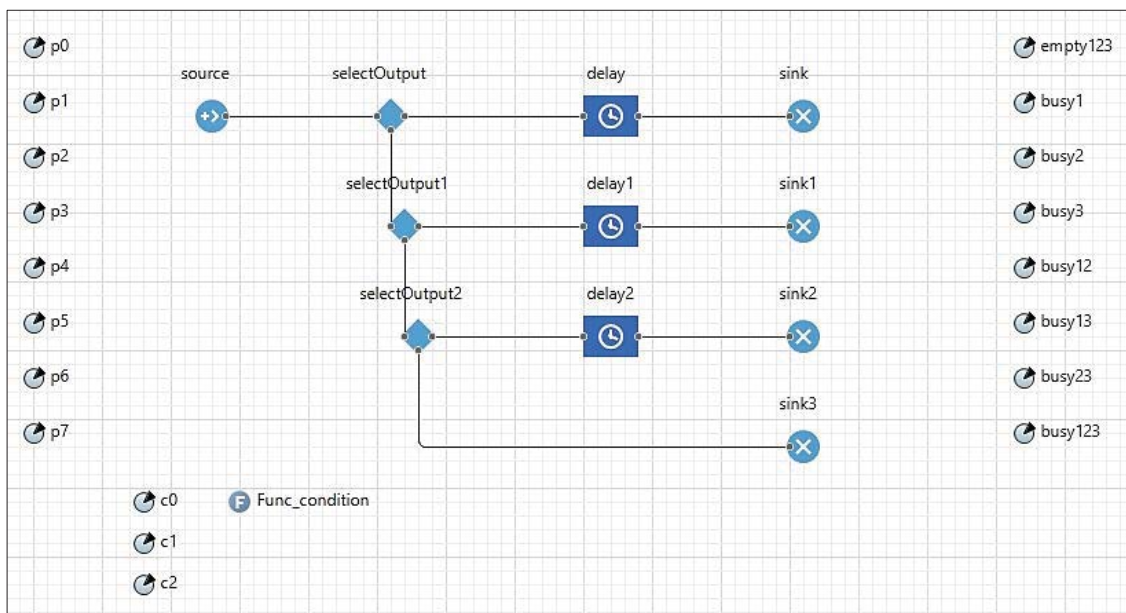 p0
empty123
source
selectOutput
delay
sink
p1
busy1
p2
busy2
selectOutput1
delay1
sink1
p3
busy3
p4
busy12
selectOutput2
delay2
sink2
p5
busy13
p6
busy23
sink3
p7
busy123
c0
F Func_condition
c1
c2